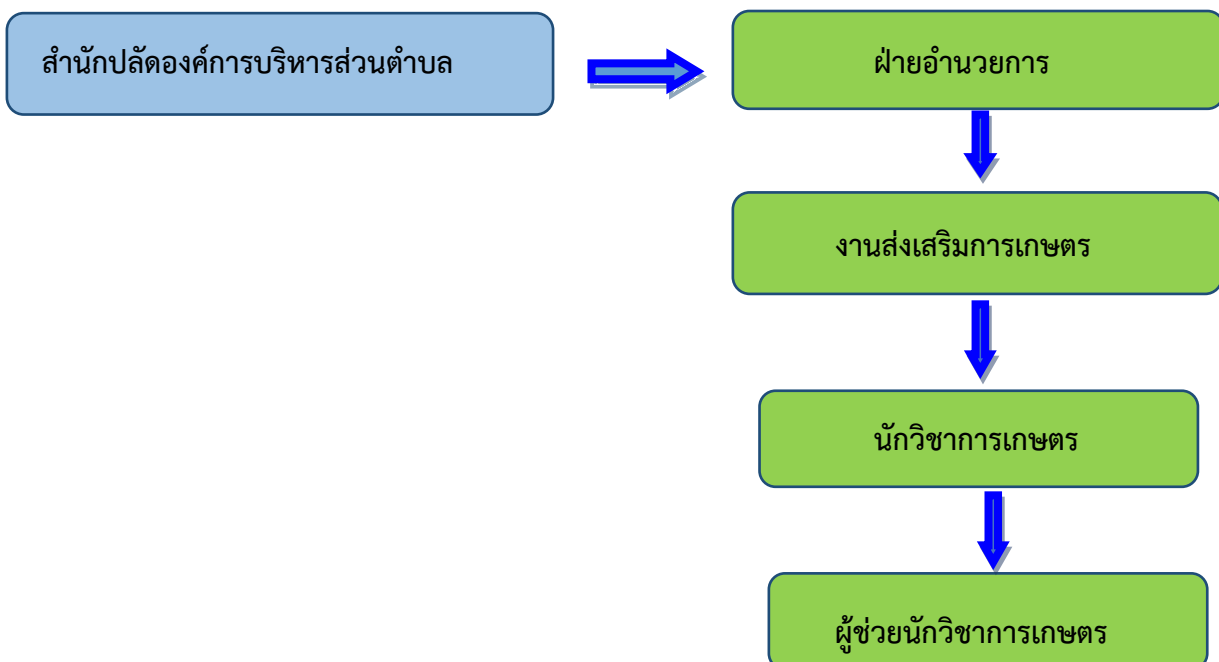 สำนักปลัดองค์การบริหารส่วนตำบล
ฝ่ายอำนวยการ
งานส่งเสริมการเกษตร
นักวิชาการเกษตร
ผู้ช่วยนักวิชาการเกษตร